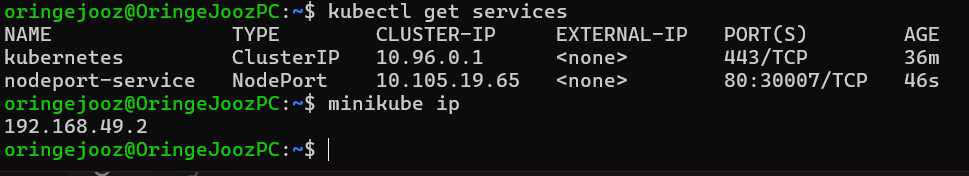 oringejooz@OringeJoozPC:~$ kubectl get services
NAME TYPE CLUSTER-IP EXTERNAL-IP PORT(S) AGE
kubernetes ClusterIP 10.96.0.1 <none> 443/TCP 36m
nodeport-service NodePort 10.105.19.65 <none> 80:30007/TCP 46s
oringejooz@OringeJoozPC:~$ minikube ip
192.168.49.2
oringejooz@OringeJoozPC:~$